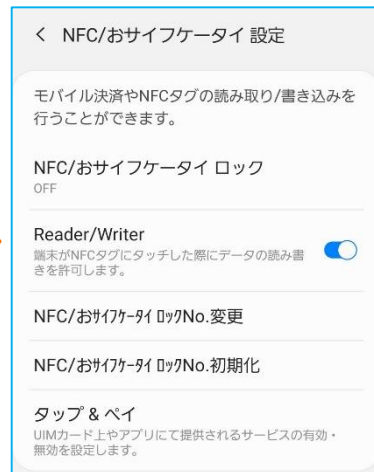 < NFC/おサイフケータイ 設定
モバイル決済やNFCタグの読み取り/書き込みを
行うことができます。
NFC/おサイフケータイ ロック
OFF
Reader/Writer
端末がNFCタグにタッチした際にデータの読み書
きを許可します。
NFC/おｻｲﾌｹｰﾀｲ ﾛｯｸNo.変更
NFC/おｻｲﾌｹｰﾀｲ ﾛｯｸNo.初期化
タップ & ペイ
UIMカード上やアプリにて提供されるサービスの有効・
無効を設定します。